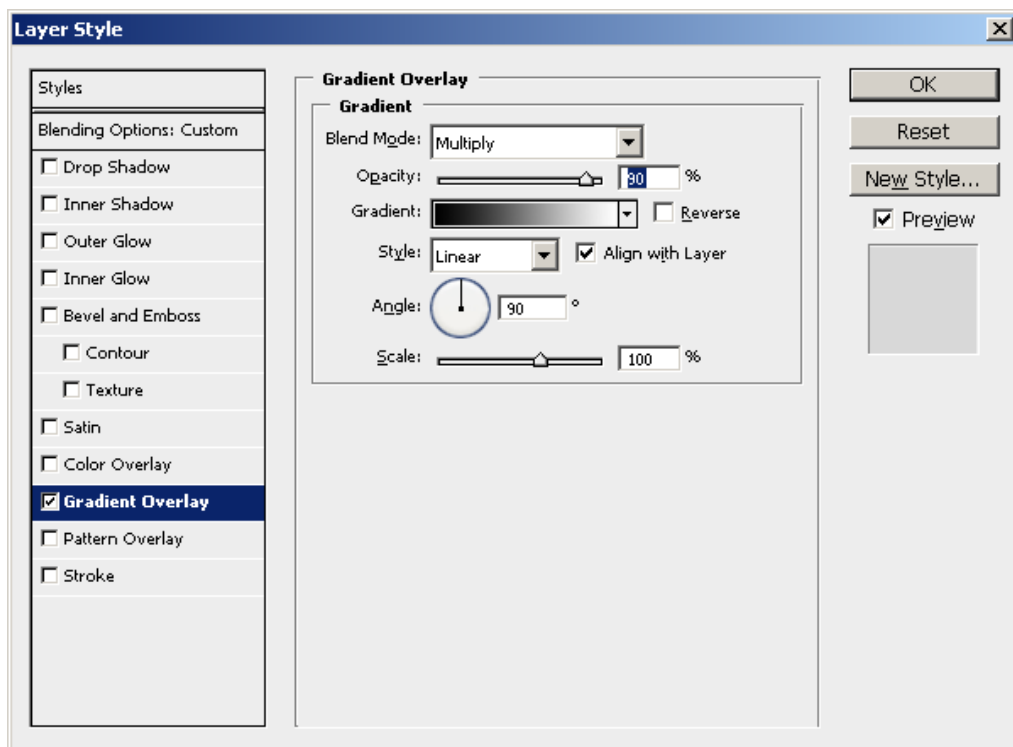 Layer Style
Styles
Blending Options: Custom
Drop Shadow
Inner Shadow
Outer Glow
Inner Glow
Bevel and Emboss
Contour
Texture
Satin
Color Overlay
Gradient Overlay
Pattern Overlay
Stroke
Gradient Overlay
Gradient
Blend Mode: Multiply
Opacity: 90 %
Gradient: Reverse
Style: Linear Align with Layer
Angle: 90 °
Scale: 100 %
OK
Reset
New Style...
Preview